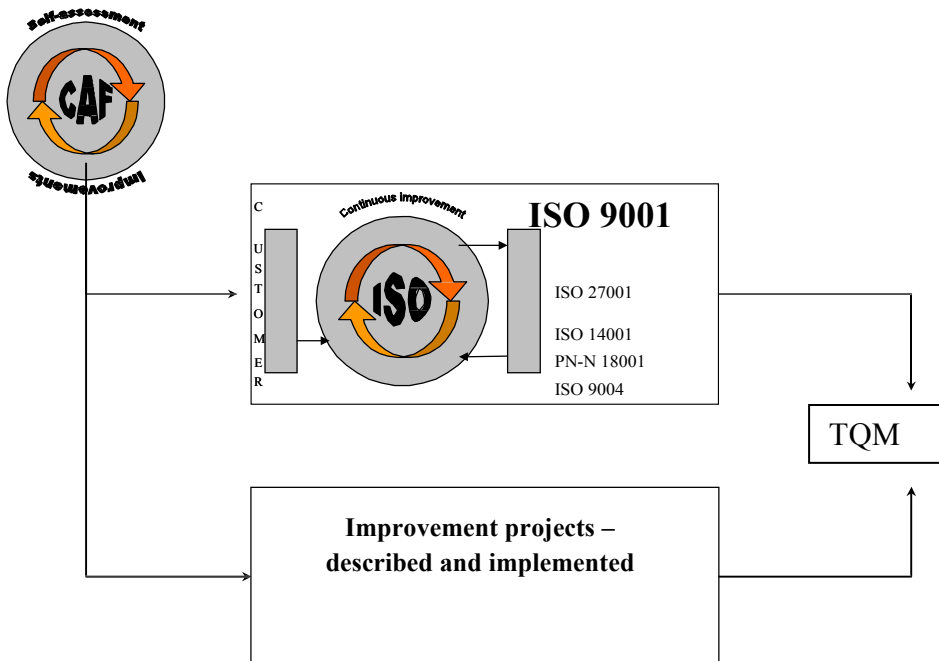 Self-assessment
CAF
Improvements
CUSTOMER
Continuous improvement
ISO
ISO 9001
ISO 27001
ISO 14001
PN-N 18001
ISO 9004
TQM
Improvement projects –
described and implemented